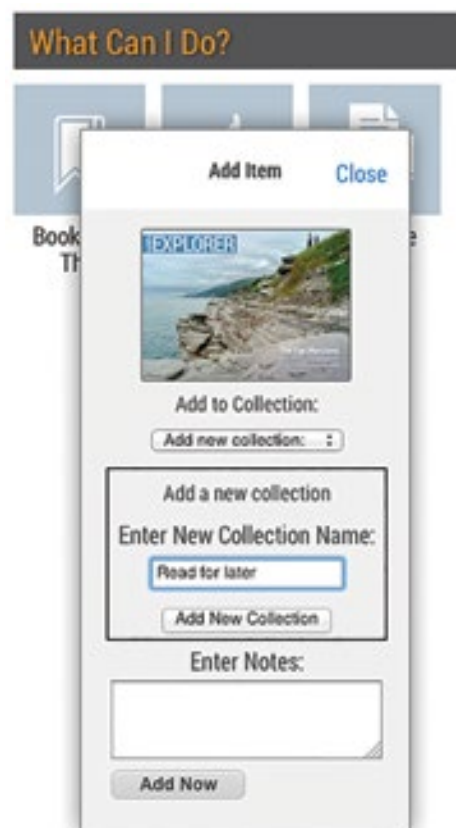 What Can I Do?
Add Item
Close
Book
Th
e
EXPLORER
Add to Collection:
Add new collection:
Add a new collection
Enter New Collection Name:
Read for later
Add New Collection
Enter Notes:
Add Now